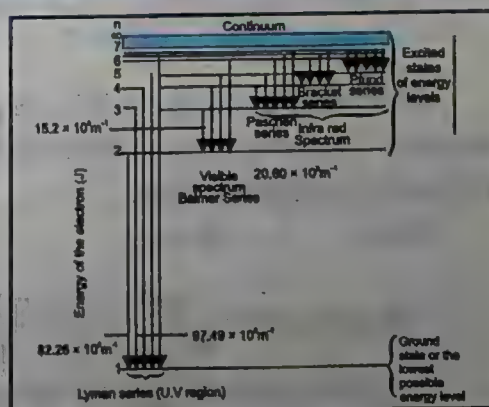 n
Continuum
∞
7
6
5
4
3
2
1
Excited
states
of energy
levels
Pfund
series
Bracket
series
Paschen
series
Infra red
Spectrum
15.2 × 10⁵m⁻¹
Visible
spectrum
Balmer Series
20.60 × 10⁵m⁻¹
Energy of the electron (J)
82.26 × 10⁵m⁻¹
97.49 × 10⁵m⁻¹
Ground
state or the
lowest
possible
energy level
Lyman series (U.V region)